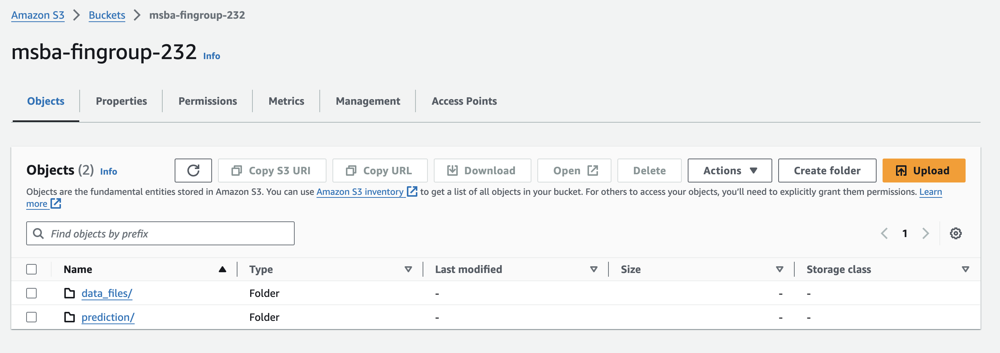 Amazon S3 > Buckets > msba-fingroup-232
msba-fingroup-232 Info
Objects Properties Permissions Metrics Management Access Points
Objects (2) Info Copy S3 URI Copy URL Download Open Delete Actions Create folder Upload
Objects are the fundamental entities stored in Amazon S3. You can use Amazon S3 inventory to get a list of all objects in your bucket. For others to access your objects, you’ll need to explicitly grant them permissions. Learn
more
Find objects by prefix 1
Name Type Last modified Size Storage class
data_files/ Folder - - -
prediction/ Folder - - -